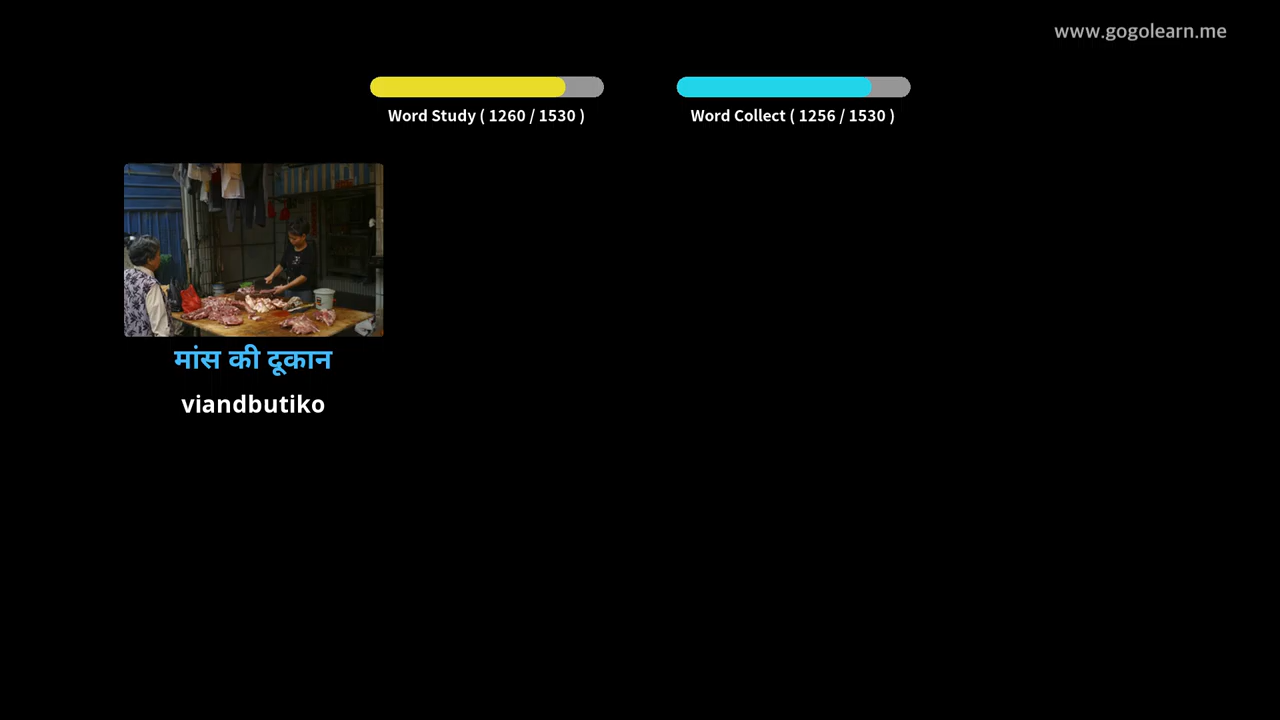 www.gogolearn.me
Word Study ( 1260 / 1530 )
Word Collect ( 1256 / 1530 )
मांस की दूकान
viandbutiko